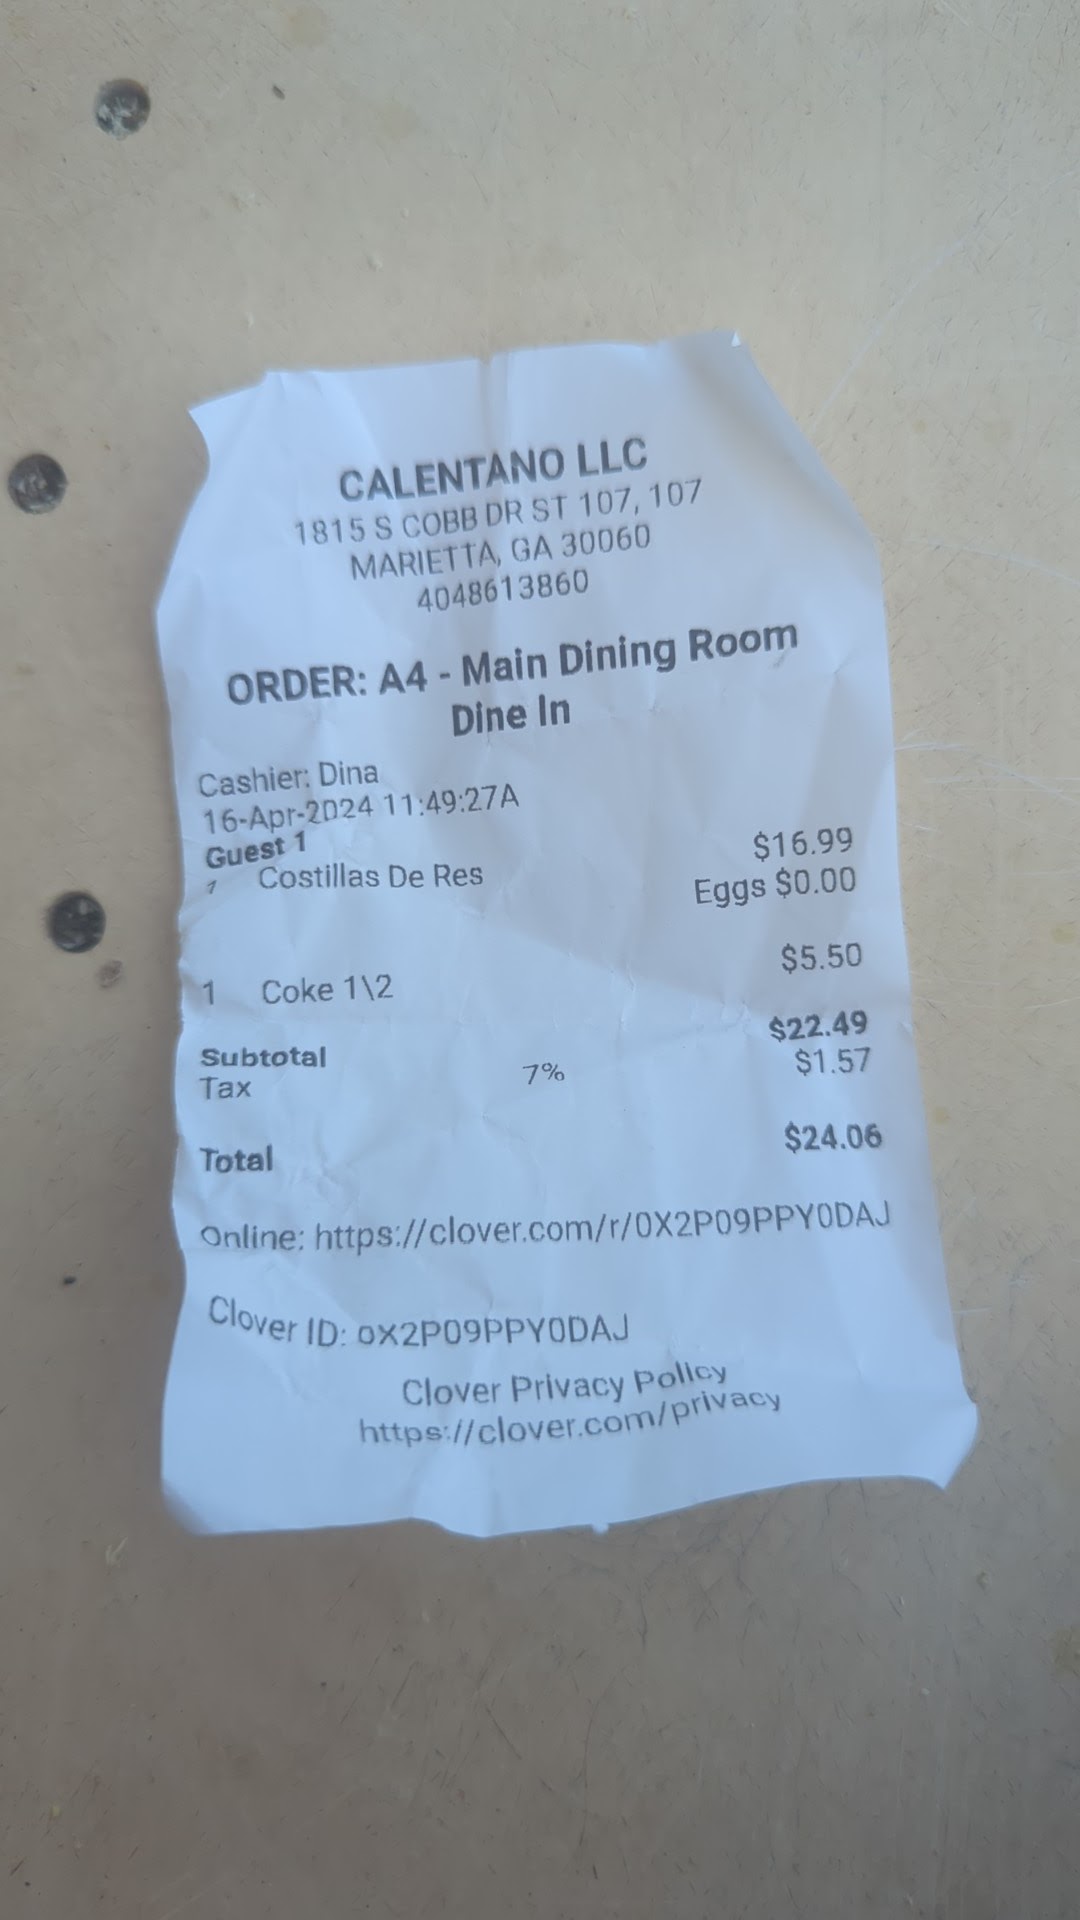 CALENTANO LLC
1815 S COBB DR ST 107, 107
MARIETTA, GA 30060
4048613860
ORDER: A4 - Main Dining Room
Dine In
Cashier: Dina
16-Apr-2024 11:49:27A
Guest 1
1 Costillas De Res $16.99
Eggs $0.00
1 Coke 1\2 $5.50
Subtotal $22.49
Tax 7% $1.57
Total $24.06
Online: https://clover.com/r/0X2P09PPY0DAJ
Clover ID: 0X2P09PPY0DAJ
Clover Privacy Policy
https://clover.com/privacy